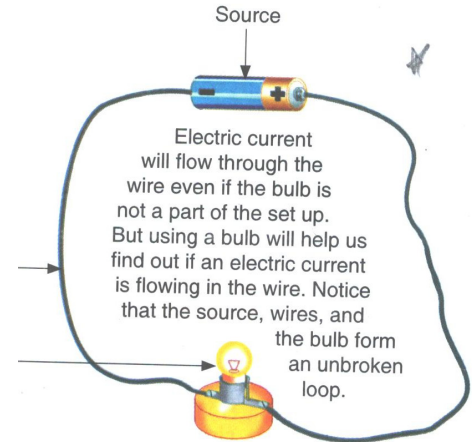 Source
Electric current
will flow through the
wire even if the bulb is
not a part of the set up.
But using a bulb will help us
find out if an electric current
is flowing in the wire. Notice
that the source, wires, and
the bulb form
an unbroken
loop.